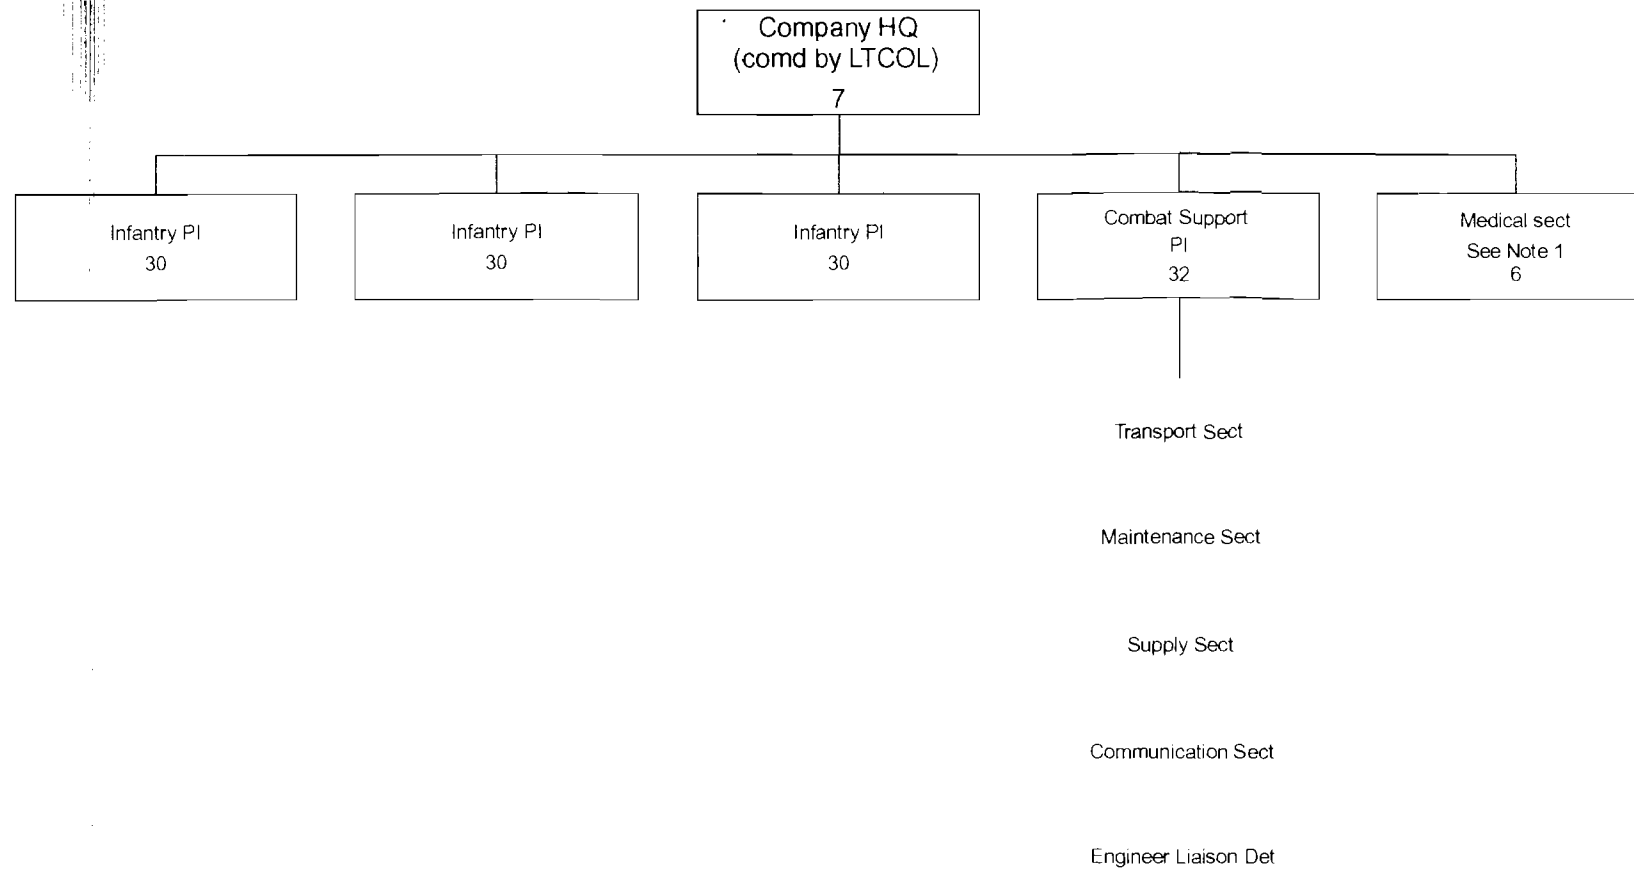 Company HQ
(comd by LTCOL)
7
Infantry Pl
30
Infantry Pl
30
Infantry Pl
30
Combat Support
Pl
32
Medical sect
See Note 1
6
Transport Sect
Maintenance Sect
Supply Sect
Communication Sect
Engineer Liaison Det